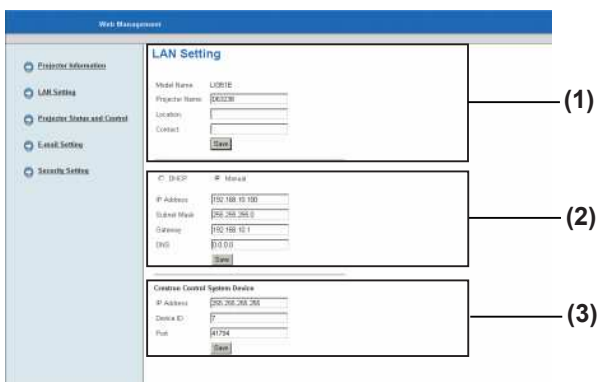 Web Management
Projector Information
LAN Setting
Projector Status and Control
E-mail Setting
Security Setting
LAN Setting
Model Name
Projector Name
Location
Contact
Save
(1)
DHCP Manual
IP Address 192.168.10.100
Subnet Mask 255.255.255.0
Gateway 192.168.10.1
DNS 0.0.0.0
Save
(2)
Crestron Control System Device
IP Address 255.255.255.255
Device ID 7
Port 41794
Save
(3)